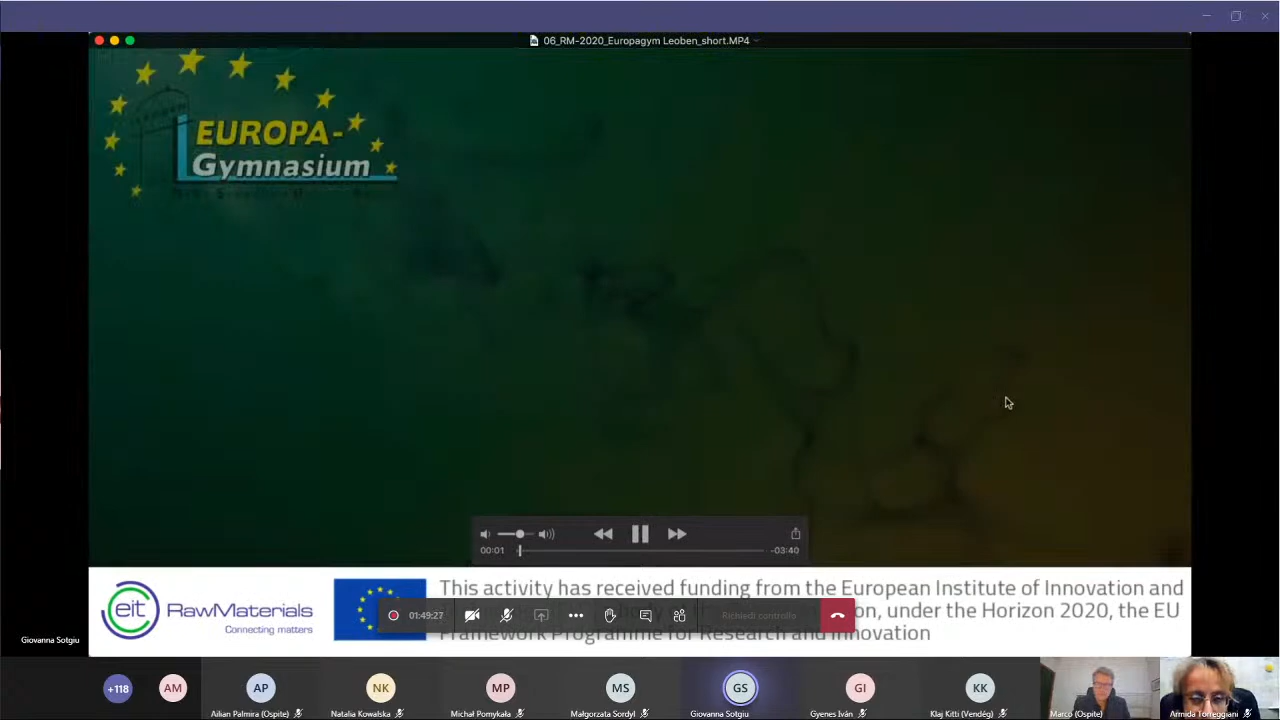 06_RM-2020_Europagym Leoben_short.MP4
EUROPA-
Gymnasium
00:01
-03:40
eit RawMaterials
Connecting matters
This activity has received funding from the European Institute of Innovation and
on, under the Horizon 2020, the EU
Framework Programme for Research and Innovation
01:49:27
Richiedi controllo
Giovanna Sotgiu
+118
AM
AP
NK
MP
MS
GS
GI
KK
Ailian Palmira (Ospite)
Natalia Kowalska
Michał Pomykała
Małgorzata Sordyl
Giovanna Sotgiu
Gyenes Iván
Klaj Kitti (Vendég)
Marco (Ospite)
Armida Torreggiani